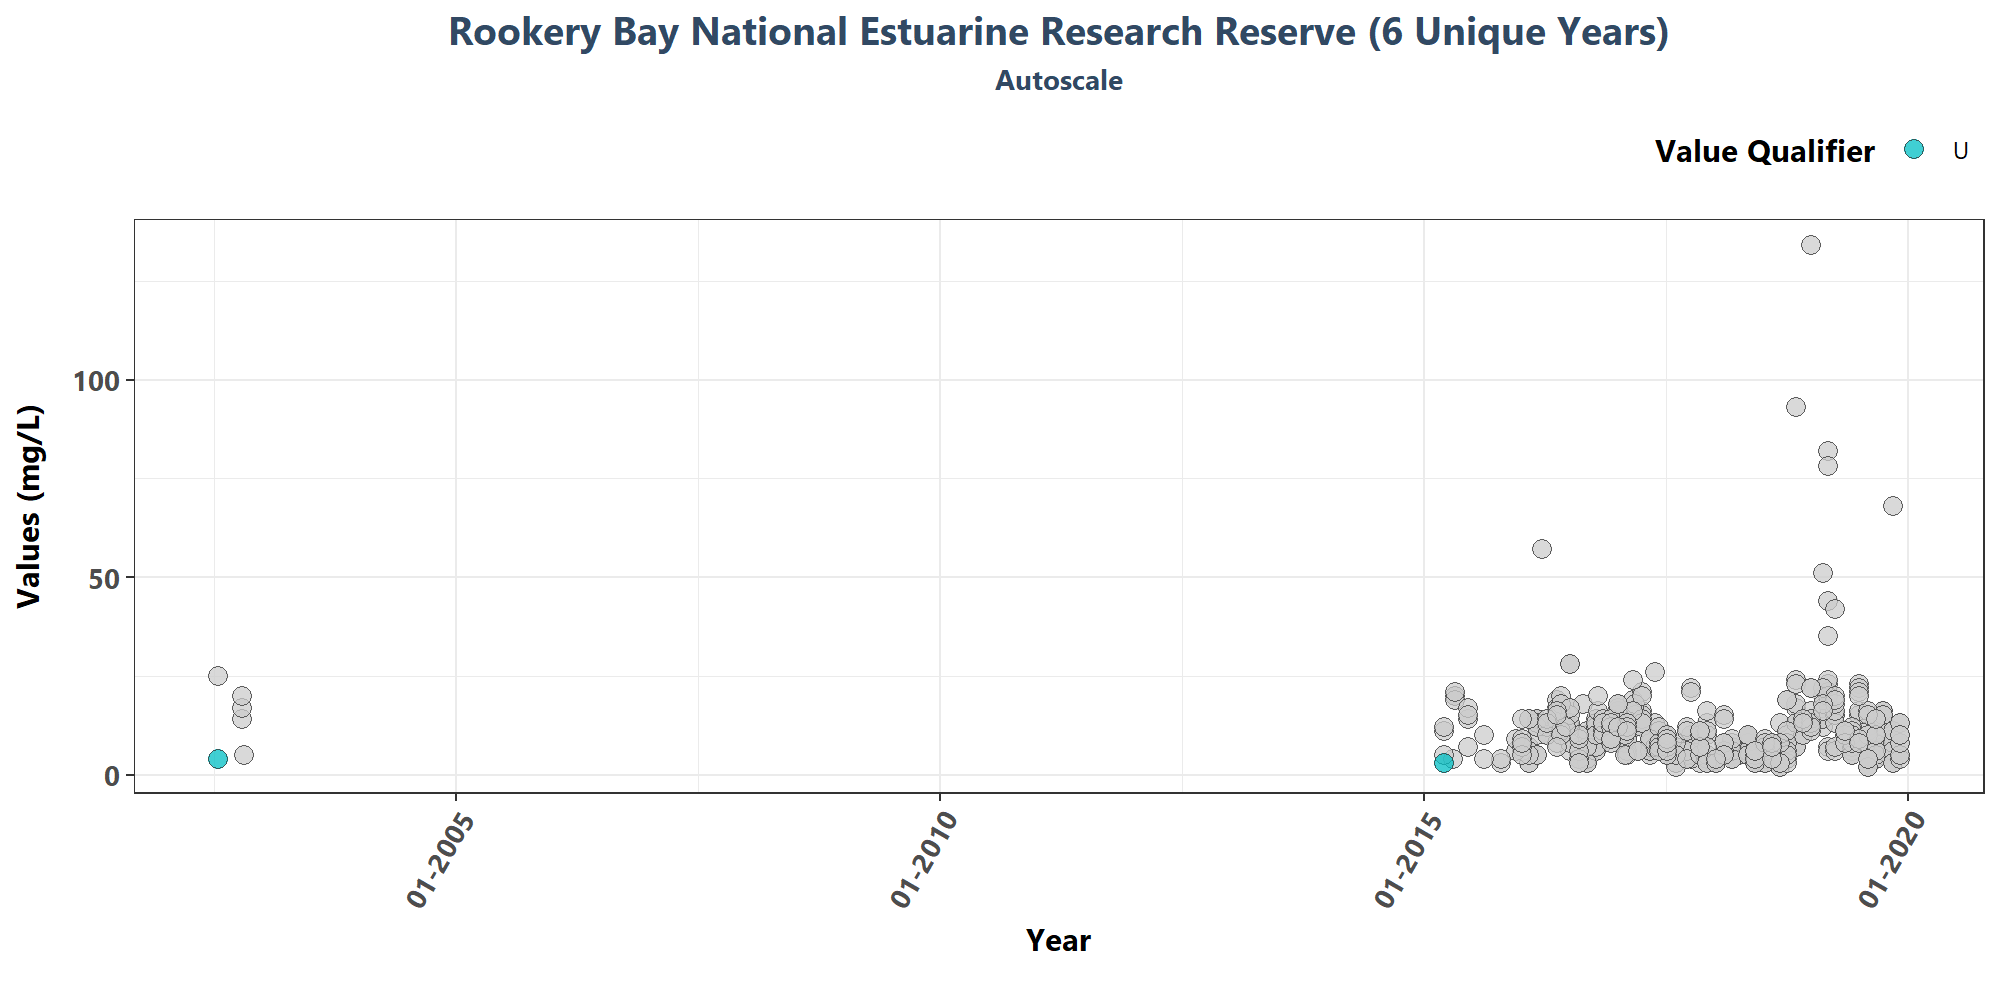 Rookery Bay National Estuarine Research Reserve (6 Unique Years)
Autoscale
Value Qualifier U
Values (mg/L)
100
50
0
01-2005 01-2010 01-2015 01-2020
Year